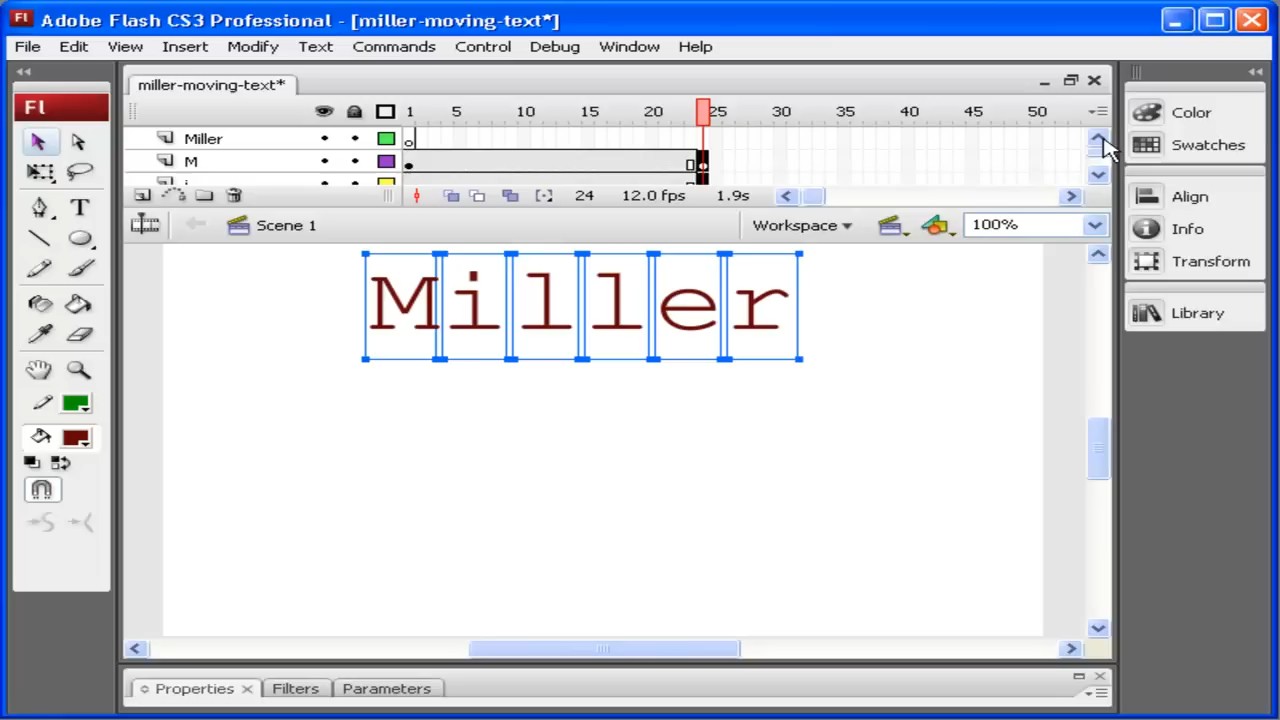 Fl Adobe Flash CS3 Professional - [miller-moving-text*]
File Edit View Insert Modify Text Commands Control Debug Window Help
Fl
miller-moving-text*
1 5 10 15 20 25 30 35 40 45 50
Miller
M
24 12.0 fps 1.9s
Scene 1 Workspace 100%
Miller
Color
Swatches
Align
Info
Transform
Library
Properties Filters Parameters